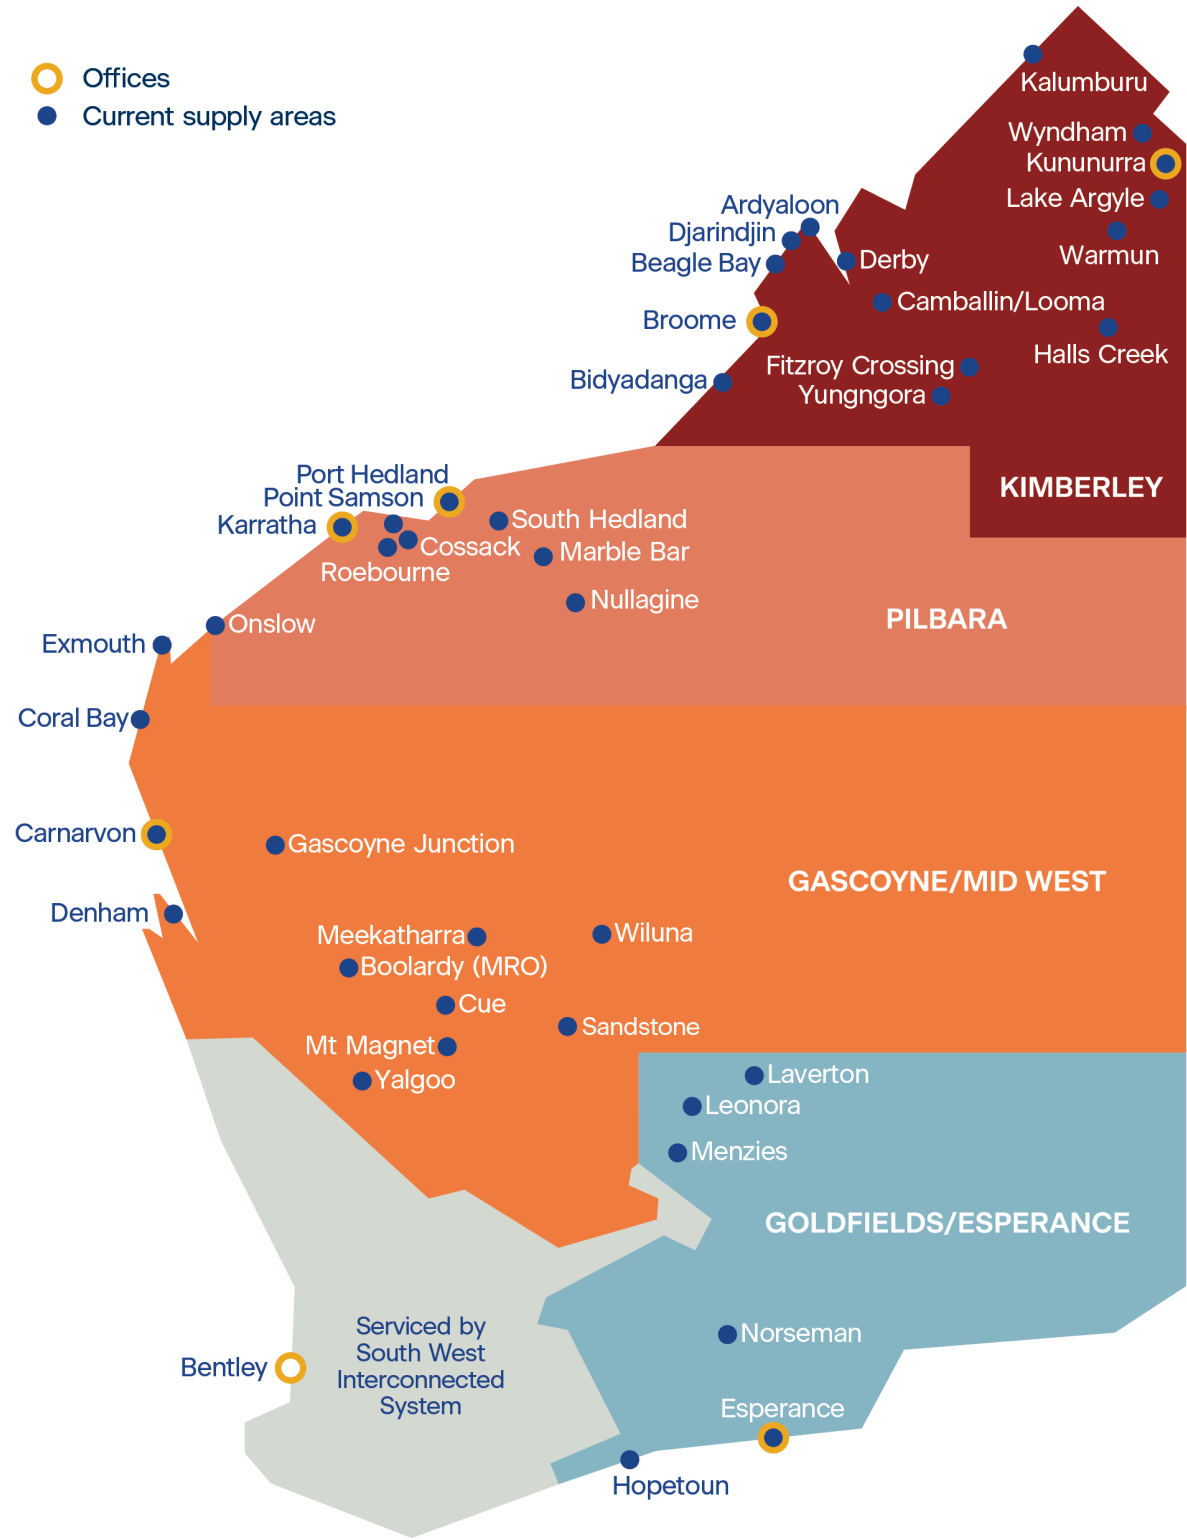 Offices
Current supply areas
Kalumburu
Wyndham
Kununurra
Lake Argyle
Warmun
Ardyaloon
Djarindjin
Beagle Bay
Derby
Camballin/Looma
Broome
Halls Creek
Fitzroy Crossing
Bidyadanga
Yungngora
KIMBERLEY
Port Hedland
Point Samson
Karratha
South Hedland
Cossack
Marble Bar
Roebourne
Nullagine
PILBARA
Onslow
Exmouth
Coral Bay
Carnarvon
Gascoyne Junction
GASCOYNE/MID WEST
Denham
Meekatharra
Wiluna
Boolardy (MRO)
Cue
Sandstone
Mt Magnet
Yalgoo
Laverton
Leonora
Menzies
GOLDFIELDS/ESPERANCE
Serviced by
South West
Interconnected
System
Norseman
Bentley
Esperance
Hopetoun